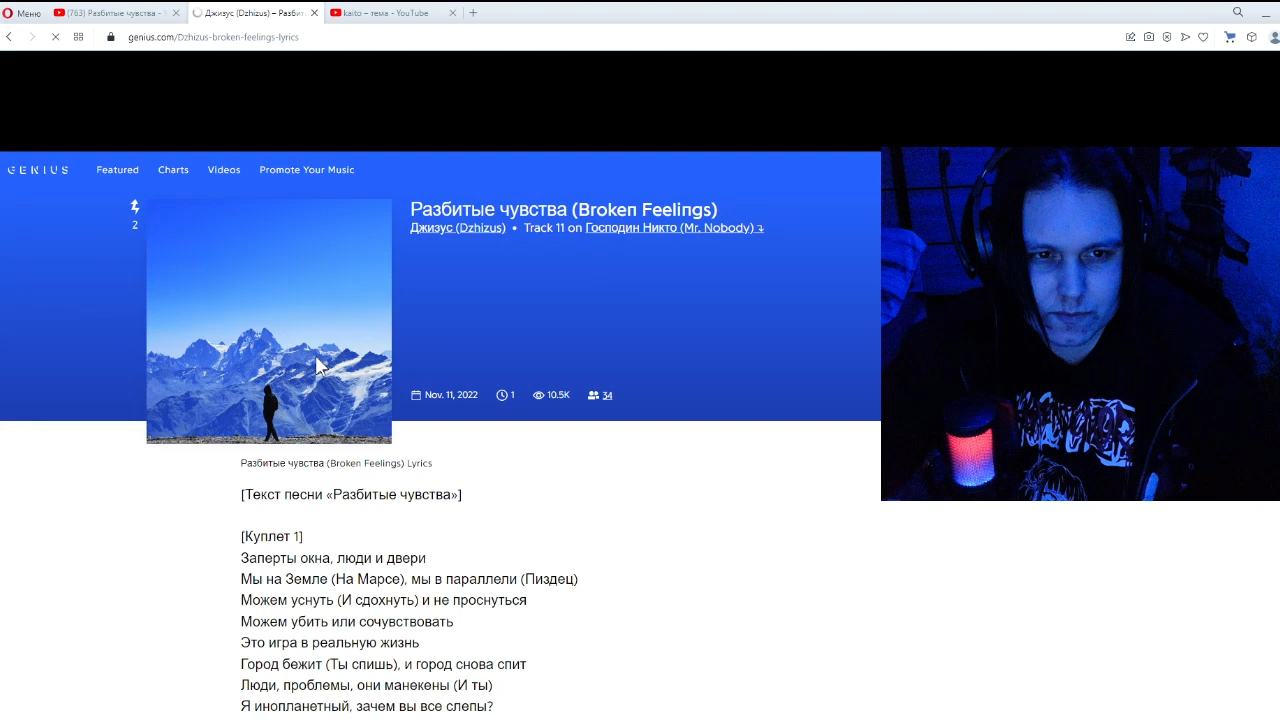 Меню
(763) Разбитые чувства -
Джизус (Dzhizus) – Разбит
kaito – тема - YouTube
genius.com/Dzhizus-broken-feelings-lyrics
GENIUS Featured Charts Videos Promote Your Music
2
Разбитые чувства (Broken Feelings)
Джизус (Dzhizus) • Track 11 on Господин Никто (Mr. Nobody)
Nov. 11, 2022 1 10.5K 34
Разбитые чувства (Broken Feelings) Lyrics
[Текст песни «Разбитые чувства»]
[Куплет 1]
Заперты окна, люди и двери
Мы на Земле (На Марсе), мы в параллели (Пиздец)
Можем уснуть (И сдохнуть) и не проснуться
Можем убить или сочувствовать
Это игра в реальную жизнь
Город бежит (Ты спишь), и город снова спит
Люди, проблемы, они манекены (И ты)
Я инопланетный, зачем вы все слепы?